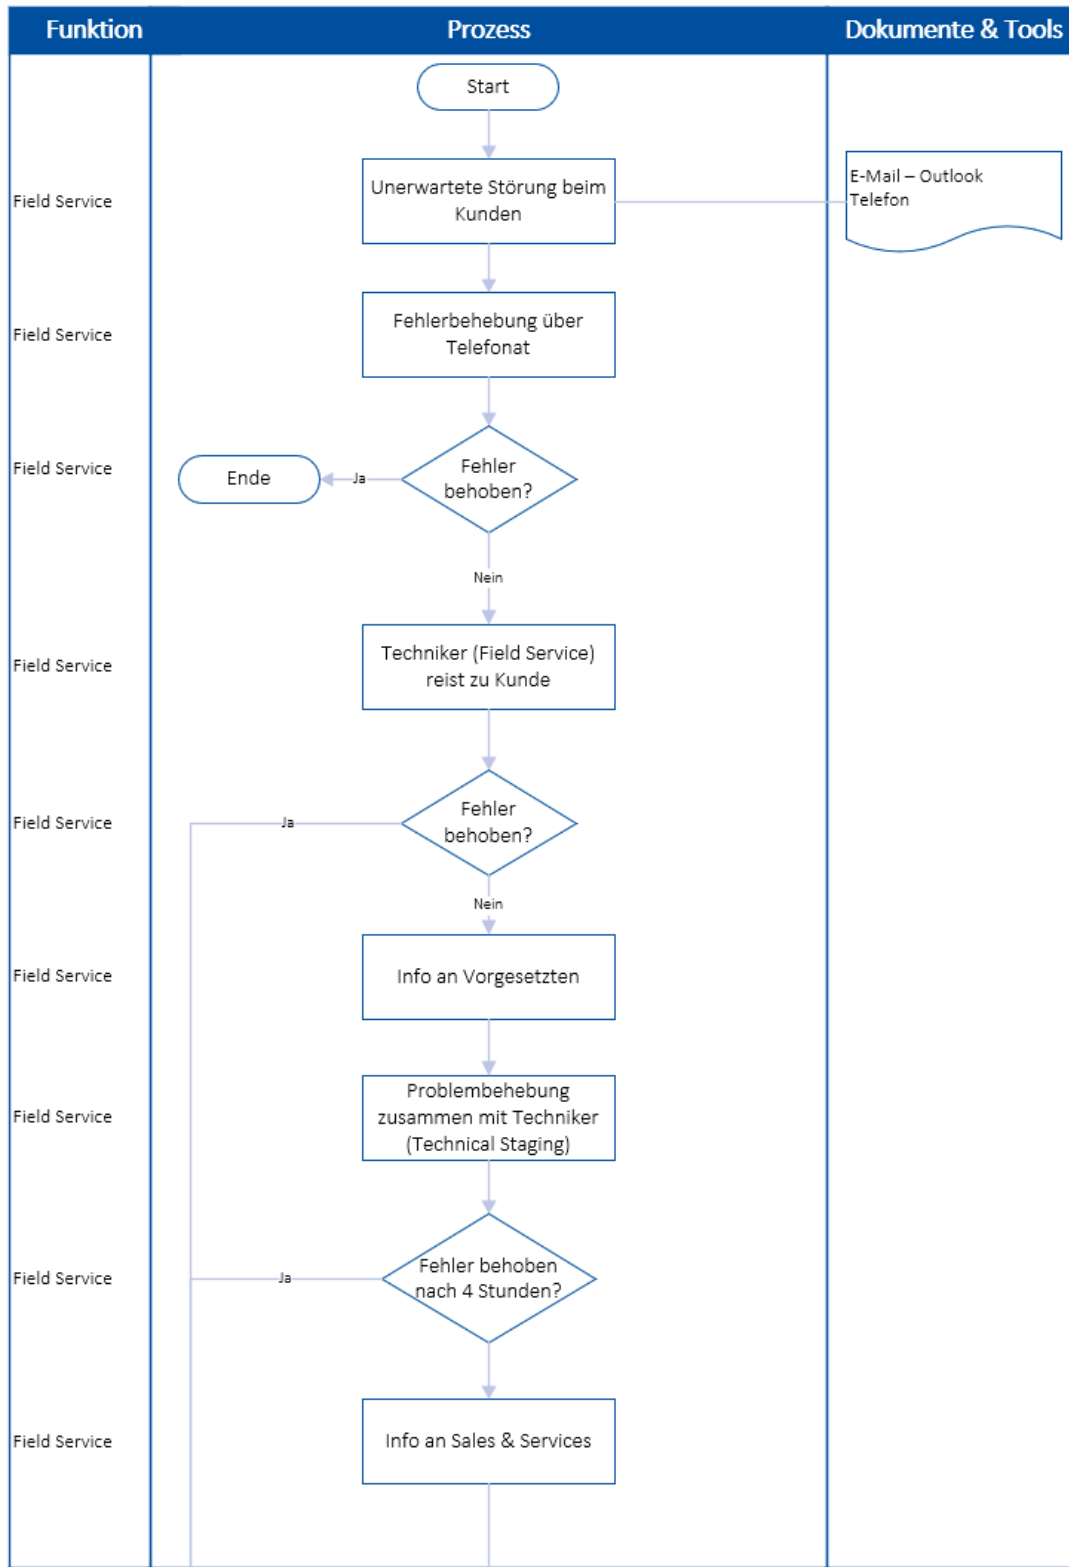 Funktion
Prozess
Dokumente & Tools
Start
Field Service
Unerwartete Störung beim
Kunden
E-Mail – Outlook
Telefon
Field Service
Fehlerbehebung über
Telefonat
Field Service
Ende
Ja
Fehler
behoben?
Nein
Field Service
Techniker (Field Service)
reist zu Kunde
Field Service
Ja
Fehler
behoben?
Nein
Field Service
Info an Vorgesetzten
Field Service
Problembehebung
zusammen mit Techniker
(Technical Staging)
Field Service
Ja
Fehler behoben
nach 4 Stunden?
Field Service
Info an Sales & Services